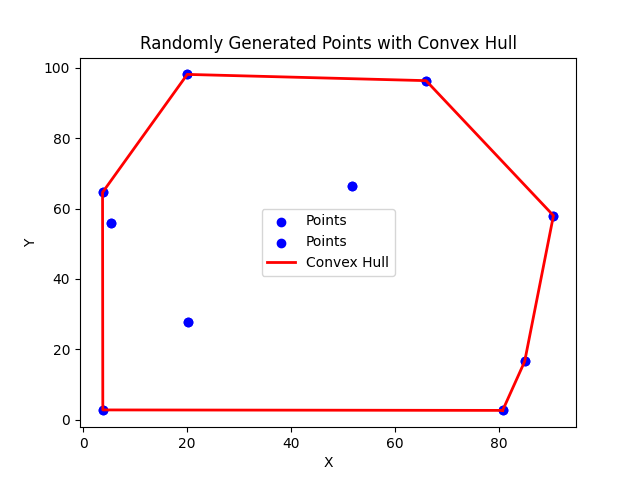 Randomly Generated Points with Convex Hull
100
80
60
40
20
0
Y
Points
Points
Convex Hull
0 20 40 60 80
X